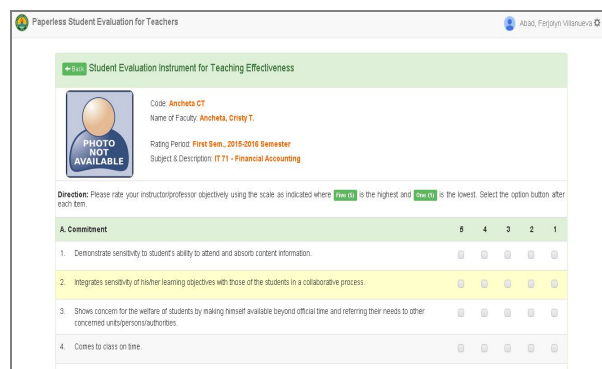 Paperless Student Evaluation for Teachers
Abad, Ferjolyn Villanueva
Back Student Evaluation Instrument for Teaching Effectiveness
PHOTO
NOT
AVAILABLE
Code: Ancheta CT
Name of Faculty: Ancheta, Cristy T.
Rating Period: First Sem., 2015-2016 Semester
Subject & Description: IT 71 - Financial Accounting
Direction: Please rate your instructor/professor objectively using the scale as indicated where Five (5) is the highest and One (1) is the lowest. Select the option button after
each item.
A. Commitment 5 4 3 2 1
1. Demonstrate sensitivity to student's ability to attend and absorb content information.
2. Integrates sensitivity of his/her learning objectives with those of the students in a collaborative process.
3. Shows concern for the welfare of students by making himself available beyond official time and referring their needs to other
concerned units/persons/authorities.
4. Comes to class on time.